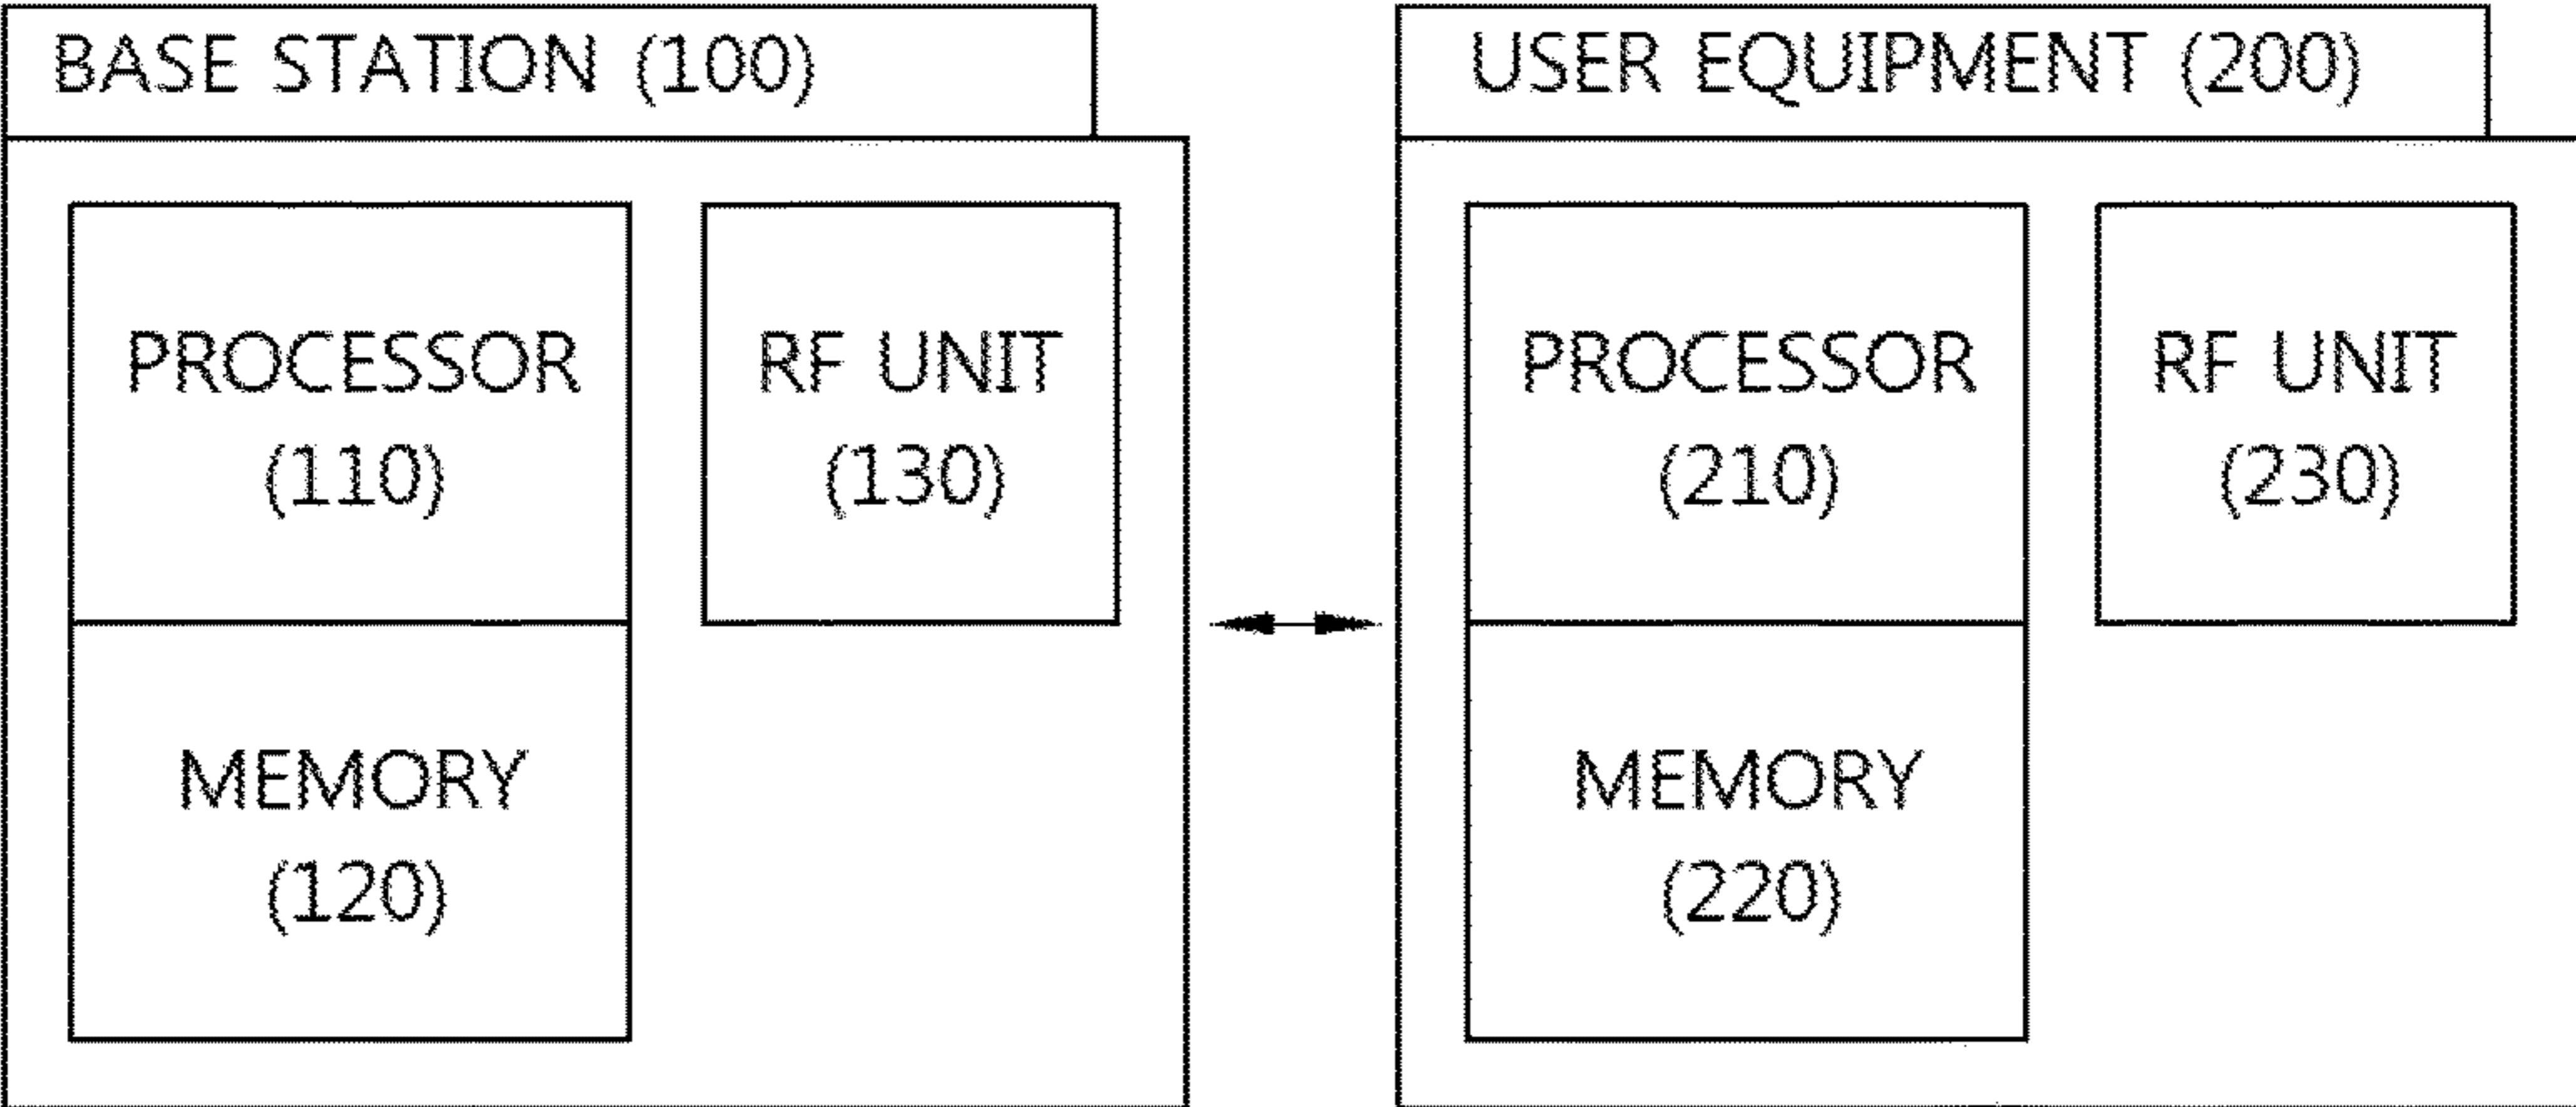 BASE STATION (100)
PROCESSOR
(110)
RF UNIT
(130)
MEMORY
(120)
USER EQUIPMENT (200)
PROCESSOR
(210)
RF UNIT
(230)
MEMORY
(220)